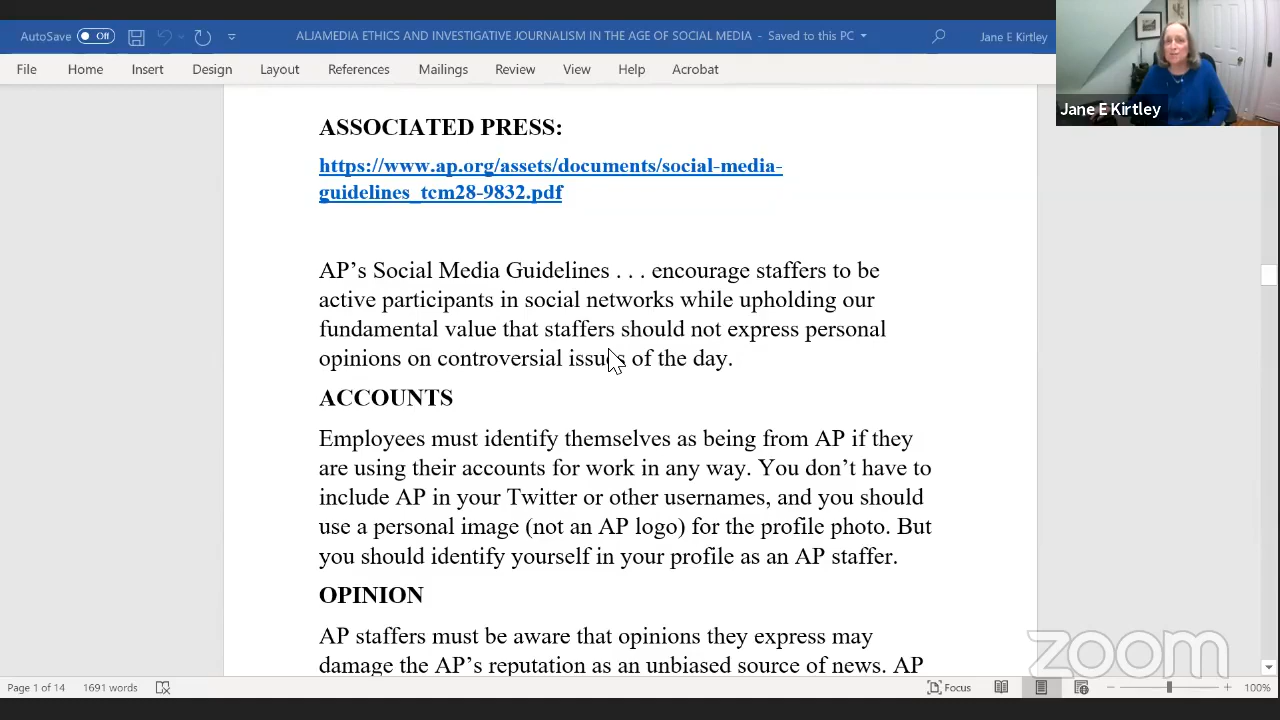 AutoSave Off ALJAMEDIA ETHICS AND INVESTIGATIVE JOURNALISM IN THE AGE OF SOCIAL MEDIA - Saved to this PC Jane E Kirtley
File Home Insert Design Layout References Mailings Review View Help Acrobat
Jane E Kirtley
ASSOCIATED PRESS:
https://www.ap.org/assets/documents/social-media-
guidelines_tcm28-9832.pdf
AP’s Social Media Guidelines . . . encourage staffers to be
active participants in social networks while upholding our
fundamental value that staffers should not express personal
opinions on controversial issues of the day.
ACCOUNTS
Employees must identify themselves as being from AP if they
are using their accounts for work in any way. You don’t have to
include AP in your Twitter or other usernames, and you should
use a personal image (not an AP logo) for the profile photo. But
you should identify yourself in your profile as an AP staffer.
OPINION
AP staffers must be aware that opinions they express may
damage the AP’s reputation as an unbiased source of news. AP
zoom
Page 1 of 14 1691 words Focus 100%